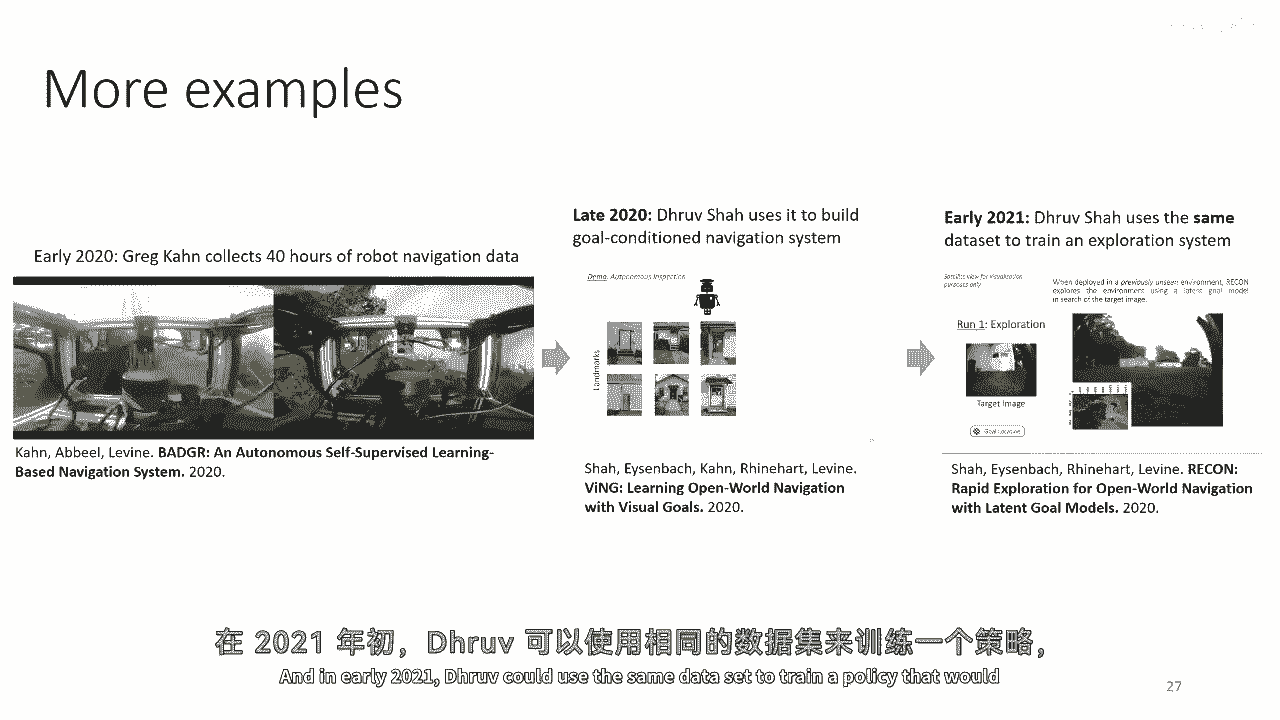 More examples
Early 2020: Greg Kahn collects 40 hours of robot navigation data
Kahn, Abbeel, Levine. BADGR: An Autonomous Self-Supervised Learning-
Based Navigation System. 2020.
Late 2020: Dhruv Shah uses it to build
goal-conditioned navigation system
Demo: Autonomous Inspection
Landmarks
Shah, Eysenbach, Kahn, Rhinehart, Levine.
ViNG: Learning Open-World Navigation
with Visual Goals. 2020.
Early 2021: Dhruv Shah uses the same
dataset to train an exploration system
Satellite view for visualization
purposes only
When deployed in a previously unseen environment, RECON
explores the environment using a latent goal model
in search of the target image.
Run 1: Exploration
Target Image
Goal Location
Shah, Eysenbach, Rhinehart, Levine. RECON:
Rapid Exploration for Open-World Navigation
with Latent Goal Models. 2020.
在 2021 年初，Dhruv 可以使用相同的数据集来训练一个策略，
And in early 2021, Dhruv could use the same data set to train a policy that would
27